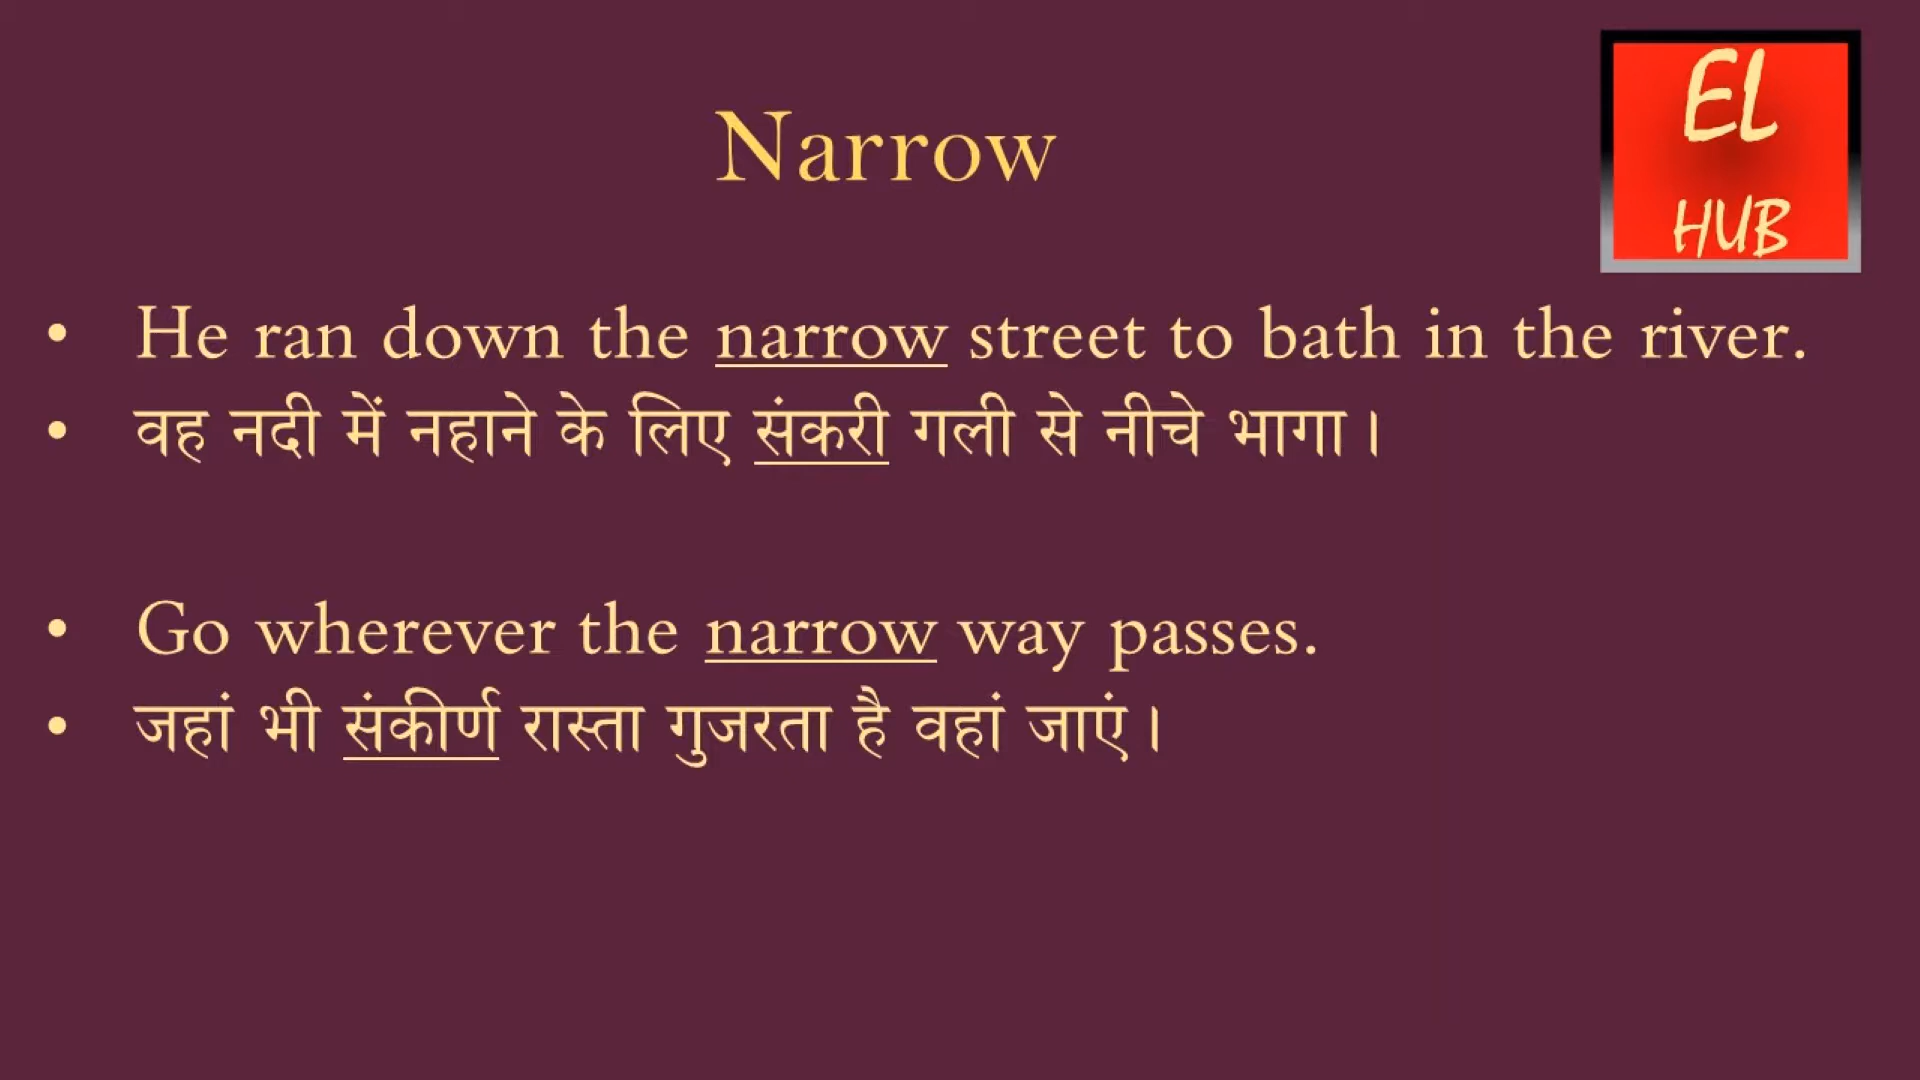 EL
HUB
Narrow
• He ran down the narrow street to bath in the river.
• वह नदी में नहाने के लिए संकरी गली से नीचे भागा।
• Go wherever the narrow way passes.
• जहां भी संकीर्ण रास्ता गुजरता है वहां जाएं।